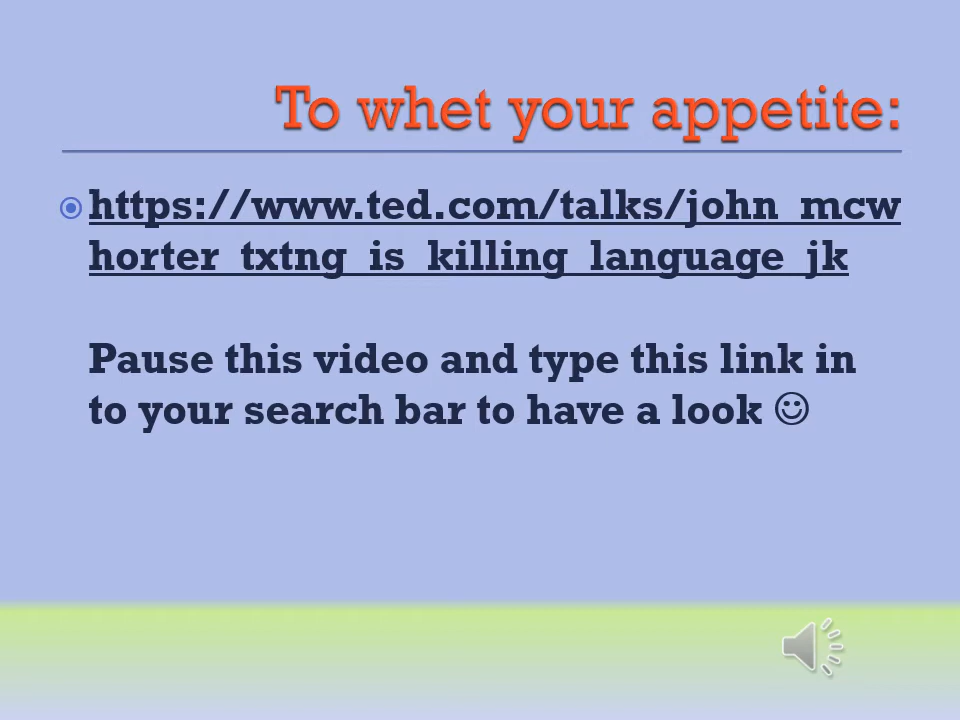 To whet your appetite:
https://www.ted.com/talks/john_mcw
horter_txtng_is_killing_language_jk
Pause this video and type this link in
to your search bar to have a look ☺